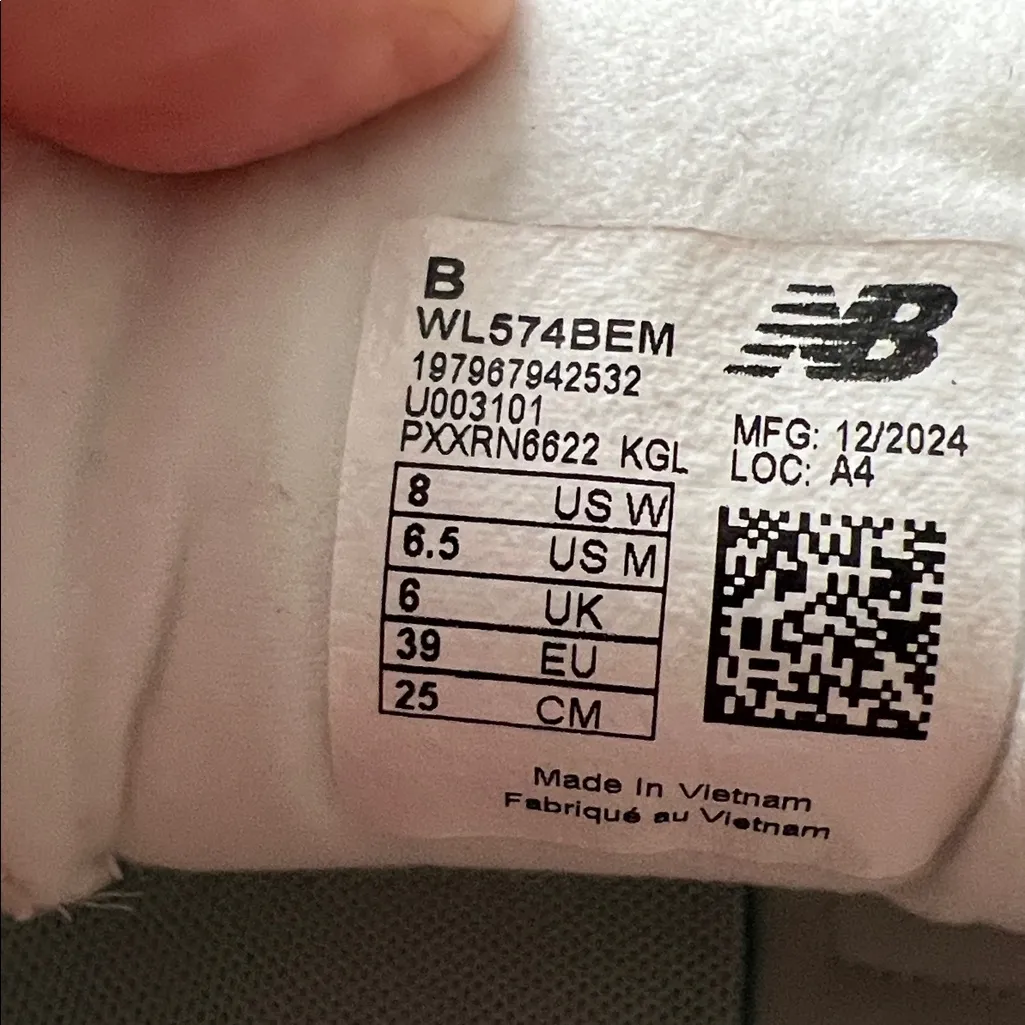 B
WL574BEM
197967942532
U003101
PXXRN6622 KGL
NB
MFG: 12/2024
LOC: A4
8 US W
6.5 US M
6 UK
39 EU
25 CM
Made in Vietnam
Fabriqué au Vietnam